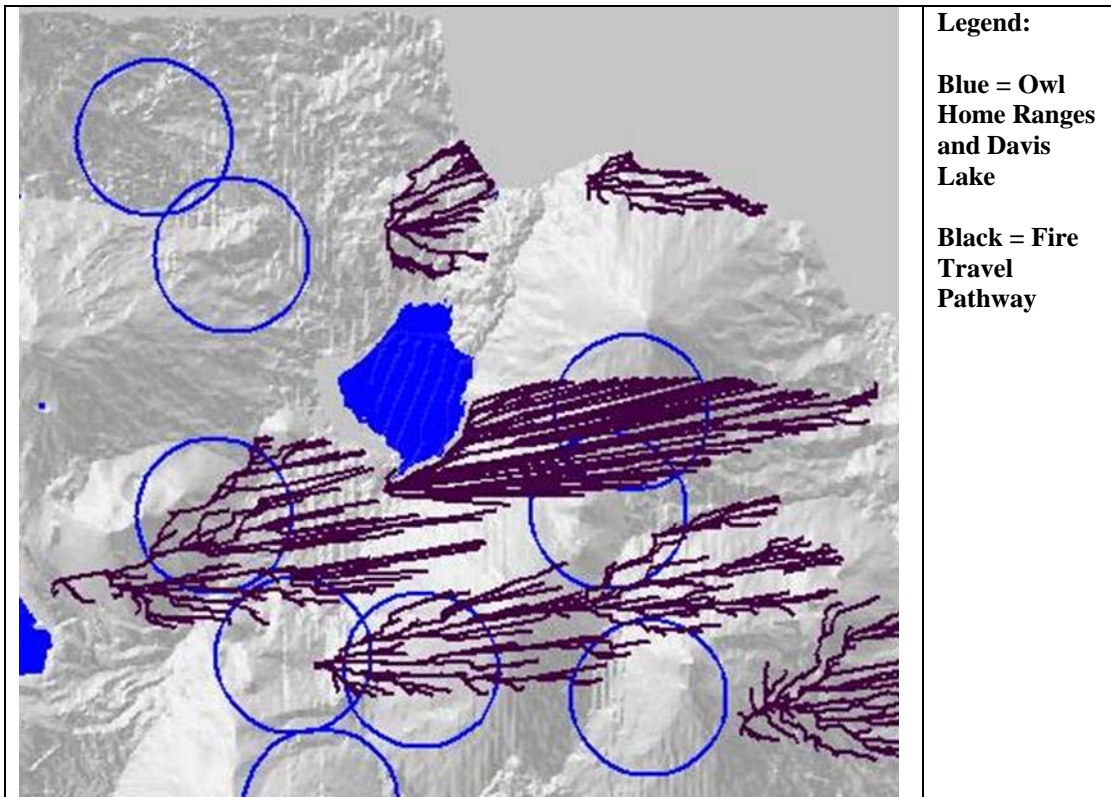 Legend:
Blue = Owl
Home Ranges
and Davis
Lake
Black = Fire
Travel
Pathway